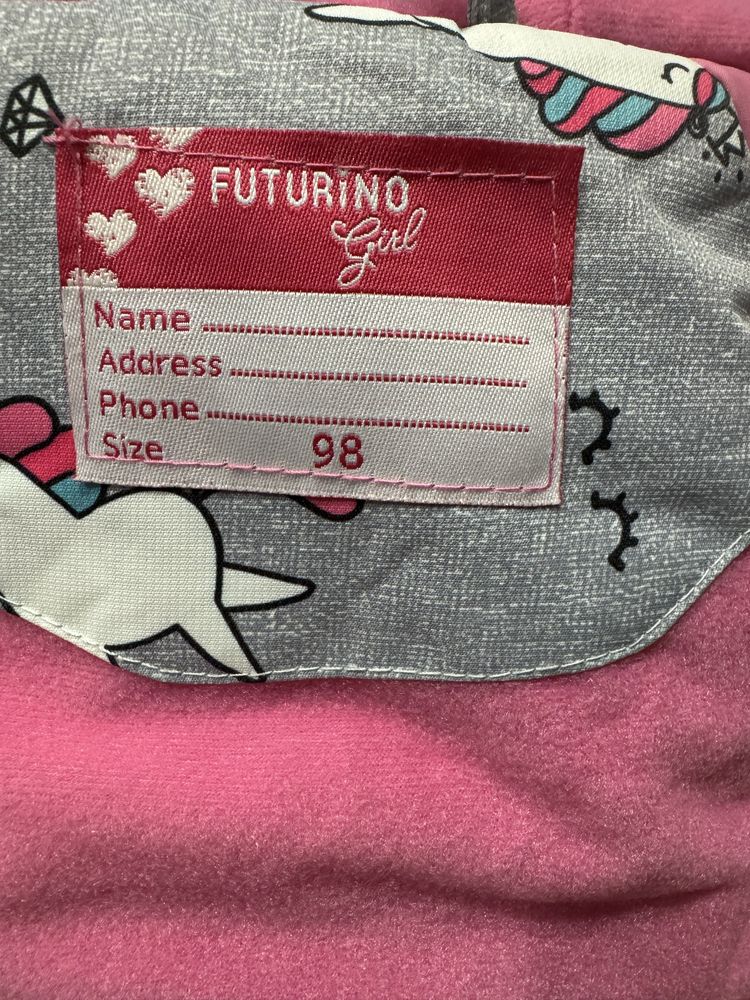 FUTURiNO
Girl
Name ...............................................
Address ...........................................
Phone ..............................................
Size 98